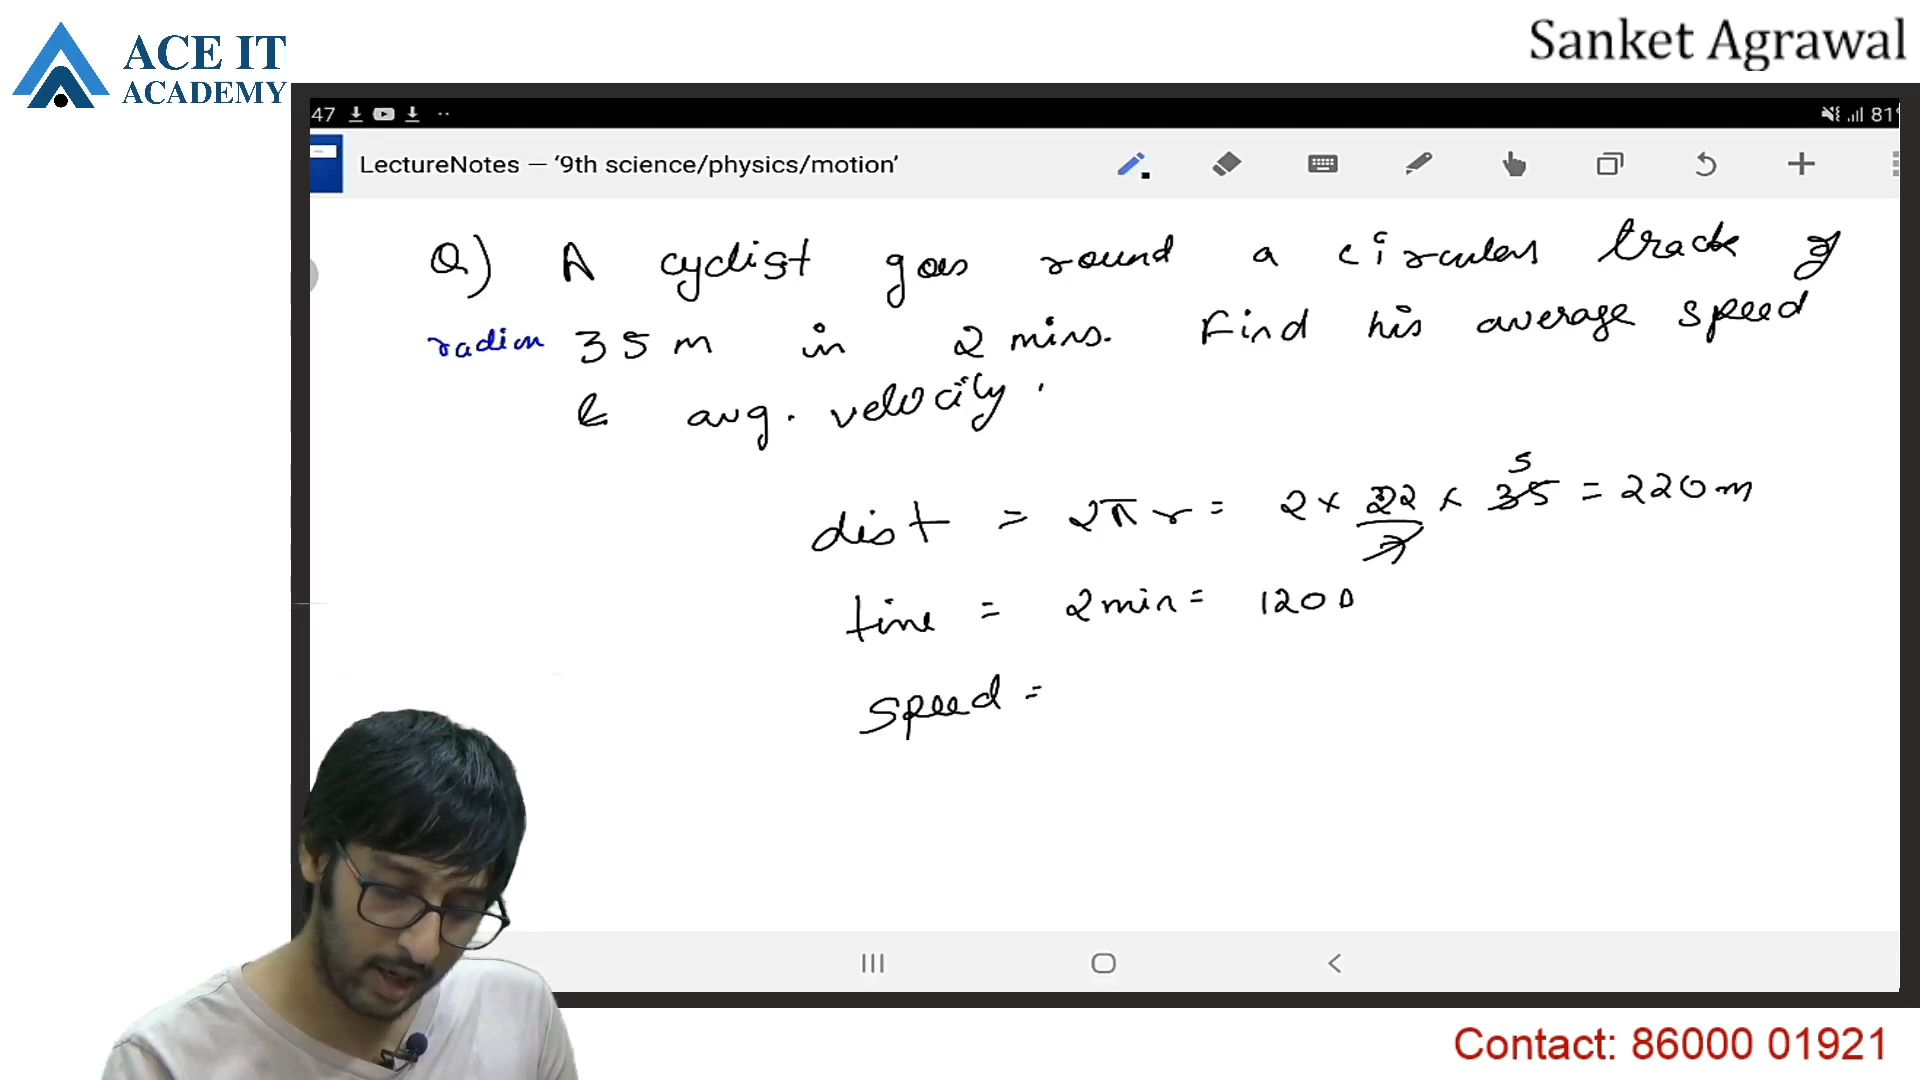 ACE IT
ACADEMY
Sanket Agrawal
47
81
LectureNotes — ‘9th science/physics/motion’
Q) A cyclist goes round a circular track of
radius 35 m in 2 mins. Find his average speed
& avg. velocity.
dist = 2πr = 2 × 22/7 × 35 = 220 m
5
time = 2 min = 120 s
speed =
Contact: 86000 01921